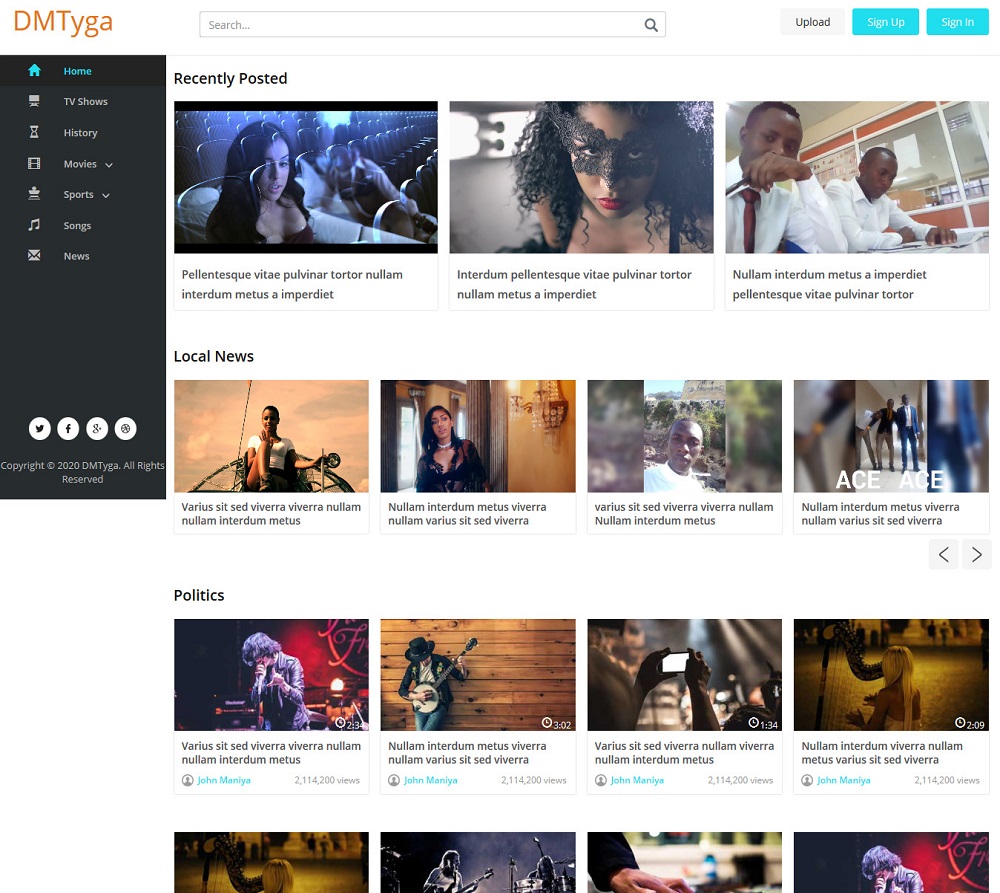 DMTyga
Search...
Upload
Sign Up
Sign In
Home
TV Shows
History
Movies
Sports
Songs
News
Copyright © 2020 DMTyga. All Rights
Reserved
Recently Posted
Pellentesque vitae pulvinar tortor nullam
interdum metus a imperdiet
Interdum pellentesque vitae pulvinar tortor
nullam metus a imperdiet
Nullam interdum metus a imperdiet
pellentesque vitae pulvinar tortor
Local News
ACE ACE
Varius sit sed viverra viverra nullam
nullam interdum metus
Nullam interdum metus viverra
nullam varius sit sed viverra
varius sit sed viverra viverra nullam
Nullam interdum metus
Nullam interdum metus viverra
nullam varius sit sed viverra
Politics
2:34
3:02
1:34
2:09
Varius sit sed viverra viverra nullam
nullam interdum metus
John Maniya 2,114,200 views
Nullam interdum metus viverra
nullam varius sit sed viverra
John Maniya 2,114,200 views
Varius sit sed viverra nullam viverra
nullam interdum metus
John Maniya 2,114,200 views
Nullam interdum viverra nullam
metus varius sit sed viverra
John Maniya 2,114,200 views